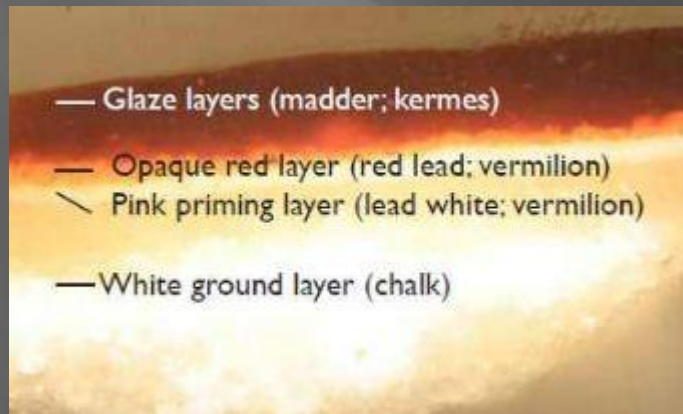 Glaze layers (madder; kermes)
Opaque red layer (red lead; vermilion)
Pink priming layer (lead white; vermilion)
White ground layer (chalk)